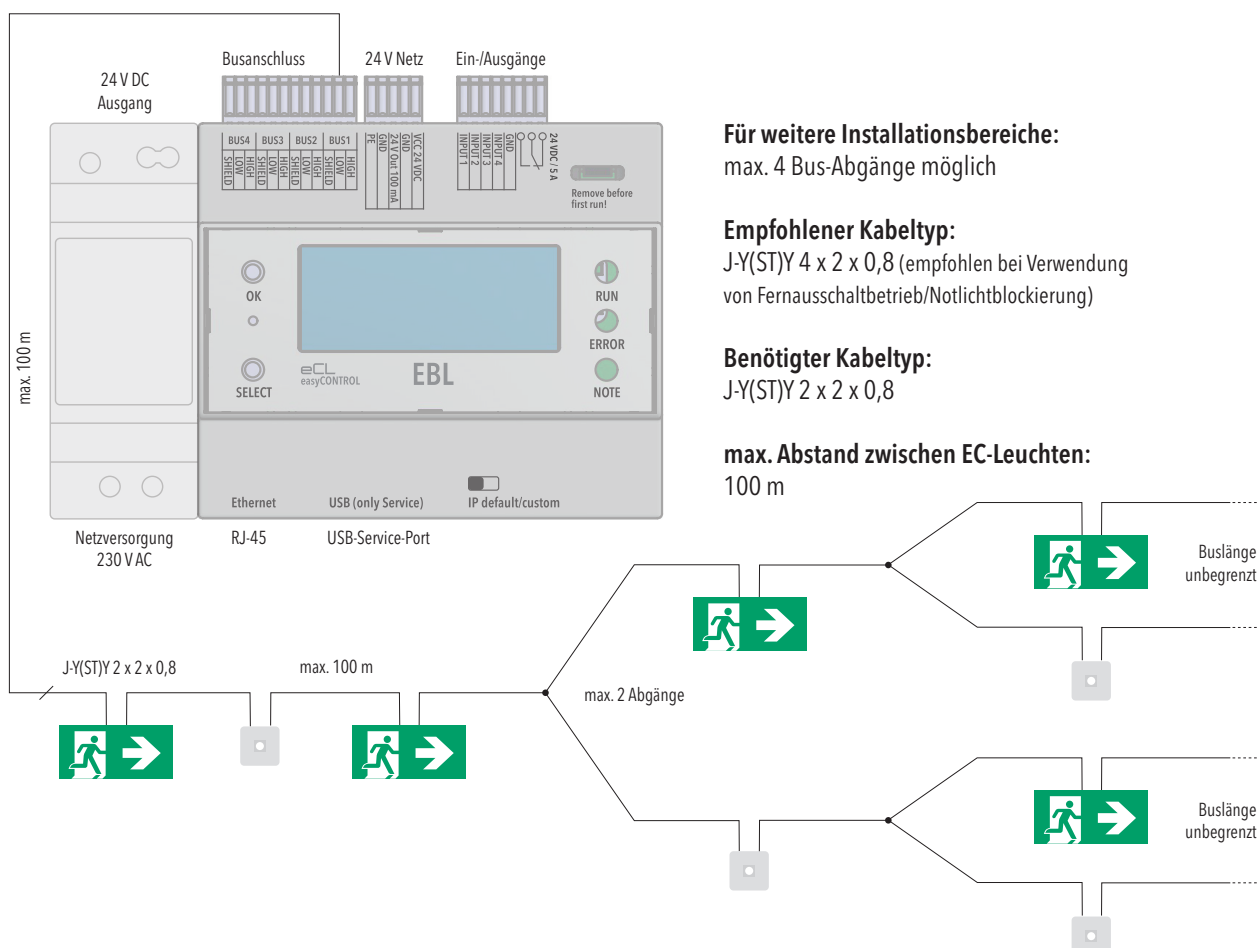 Busanschluss
24 V Netz
Ein-/Ausgänge
24 V DC
Ausgang
BUS4 BUS3 BUS2 BUS1
SHIELD LOW HIGH SHIELD LOW HIGH SHIELD LOW HIGH SHIELD LOW HIGH
PE
GND
24 V Out 100 mA
GND
VCC 24 VDC
INPUT 1
INPUT 2
INPUT 3
INPUT 4
GND
24 VDC / 5 A
Remove before
first run!
OK
SELECT
eCL
easyCONTROL
EBL
RUN
ERROR
NOTE
Ethernet
USB (only Service)
IP default/custom
Netzversorgung
230 V AC
RJ-45
USB-Service-Port
max. 100 m
Für weitere Installationsbereiche:
max. 4 Bus-Abgänge möglich
Empfohlener Kabeltyp:
J-Y(ST)Y 4 x 2 x 0,8 (empfohlen bei Verwendung
von Fernausschaltbetrieb/Notlichtblockierung)
Benötigter Kabeltyp:
J-Y(ST)Y 2 x 2 x 0,8
max. Abstand zwischen EC-Leuchten:
100 m
Buslänge
unbegrenzt
J-Y(ST)Y 2 x 2 x 0,8
max. 100 m
max. 2 Abgänge
Buslänge
unbegrenzt